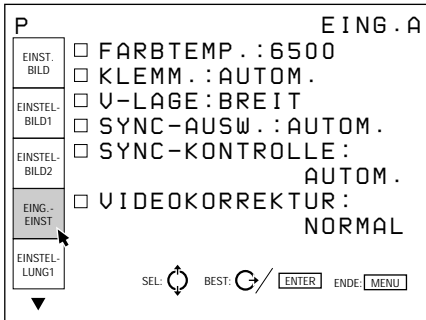 P
EING.A
EINST.
BILD
EINSTEL-
BILD1
EINSTEL-
BILD2
EING.-
EINST
EINSTEL-
LUNG1
FARBTEMP.:6500
KLEMM.:AUTOM.
V-LAGE:BREIT
SYNC-AUSW.:AUTOM.
SYNC-KONTROLLE:
AUTOM.
VIDEOKORREKTUR:
NORMAL
SEL: BEST: / ENTER ENDE: MENU